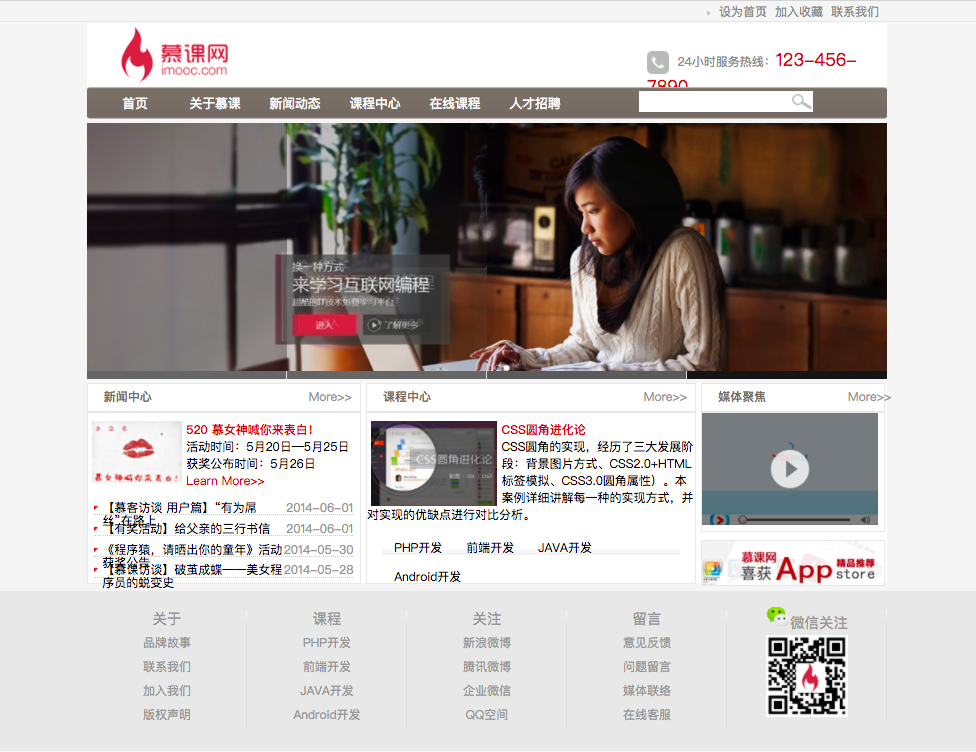 设为首页 加入收藏 联系我们
慕课网
imooc.com
24小时服务热线：123-456-
7890
首页 关于慕课 新闻动态 课程中心 在线课程 人才招聘
换一种方式
来学习互联网编程
进入 了解更多
新闻中心 More>>
520
慕女神喊你来表白!
520 慕女神喊你来表白！
活动时间：5月20日—5月25日
获奖公布时间：5月26日
Learn More>>
【慕客访谈 用户篇】“有为屌 2014-06-01
丝”在路上
【有奖活动】给父亲的三行书信 2014-06-01
《程序猿，请晒出你的童年》活动 2014-05-30
获奖公告
【慕课访谈】破茧成蝶——美女程 2014-05-28
序员的蜕变史
课程中心 More>>
CSS圆角进化论
CSS圆角进化论
CSS圆角的实现，经历了三大发展阶
段：背景图片方式、CSS2.0+HTML
标签模拟、CSS3.0圆角属性）。本
案例详细讲解每一种的实现方式，并
对实现的优缺点进行对比分析。
PHP开发 前端开发 JAVA开发
Android开发
媒体聚焦 More>>
慕课网
喜获 App 精品推荐
store
关于
品牌故事
联系我们
加入我们
版权声明
课程
PHP开发
前端开发
JAVA开发
Android开发
关注
新浪微博
腾讯微博
企业微信
QQ空间
留言
意见反馈
问题留言
媒体联络
在线客服
微信关注